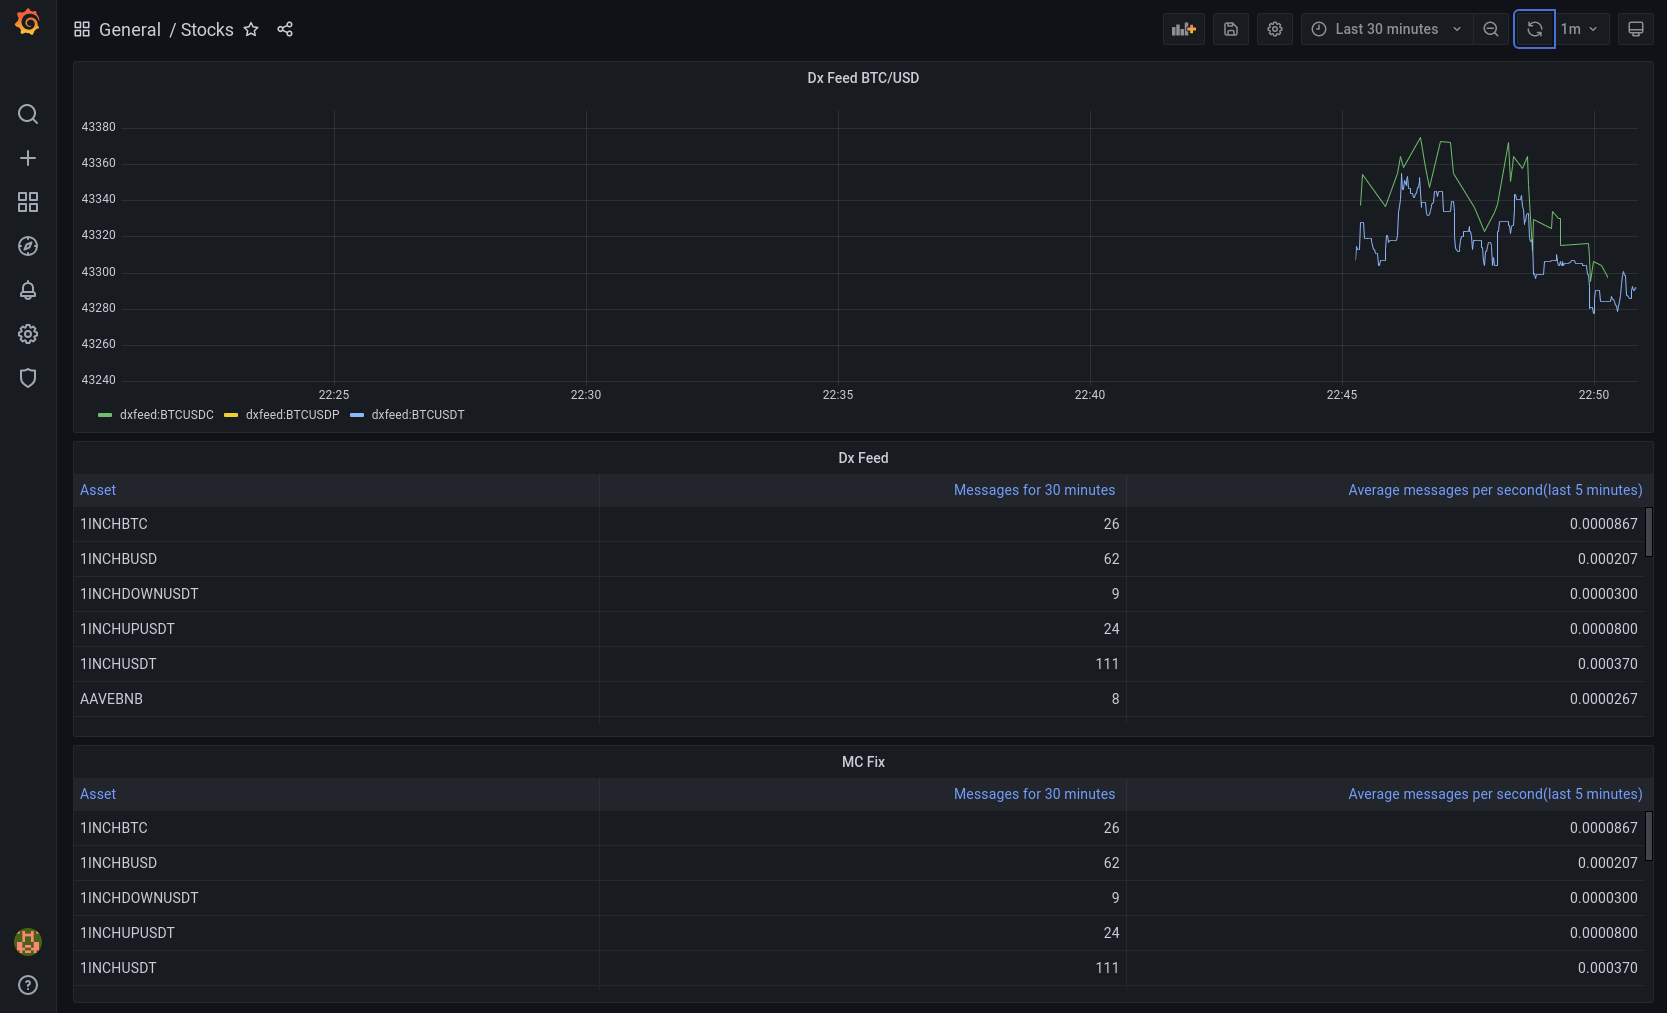 General / Stocks
Last 30 minutes
1m
Dx Feed BTC/USD
43380
43360
43340
43320
43300
43280
43260
43240
22:25 22:30 22:35 22:40 22:45 22:50
dxfeed:BTCUSDC dxfeed:BTCUSDP dxfeed:BTCUSDT
Dx Feed
Asset Messages for 30 minutes Average messages per second(last 5 minutes)
1INCHBTC 26 0.0000867
1INCHBUSD 62 0.000207
1INCHDOWNUSDT 9 0.0000300
1INCHUPUSDT 24 0.0000800
1INCHUSDT 111 0.000370
AAVEBNB 8 0.0000267
MC Fix
Asset Messages for 30 minutes Average messages per second(last 5 minutes)
1INCHBTC 26 0.0000867
1INCHBUSD 62 0.000207
1INCHDOWNUSDT 9 0.0000300
1INCHUPUSDT 24 0.0000800
1INCHUSDT 111 0.000370